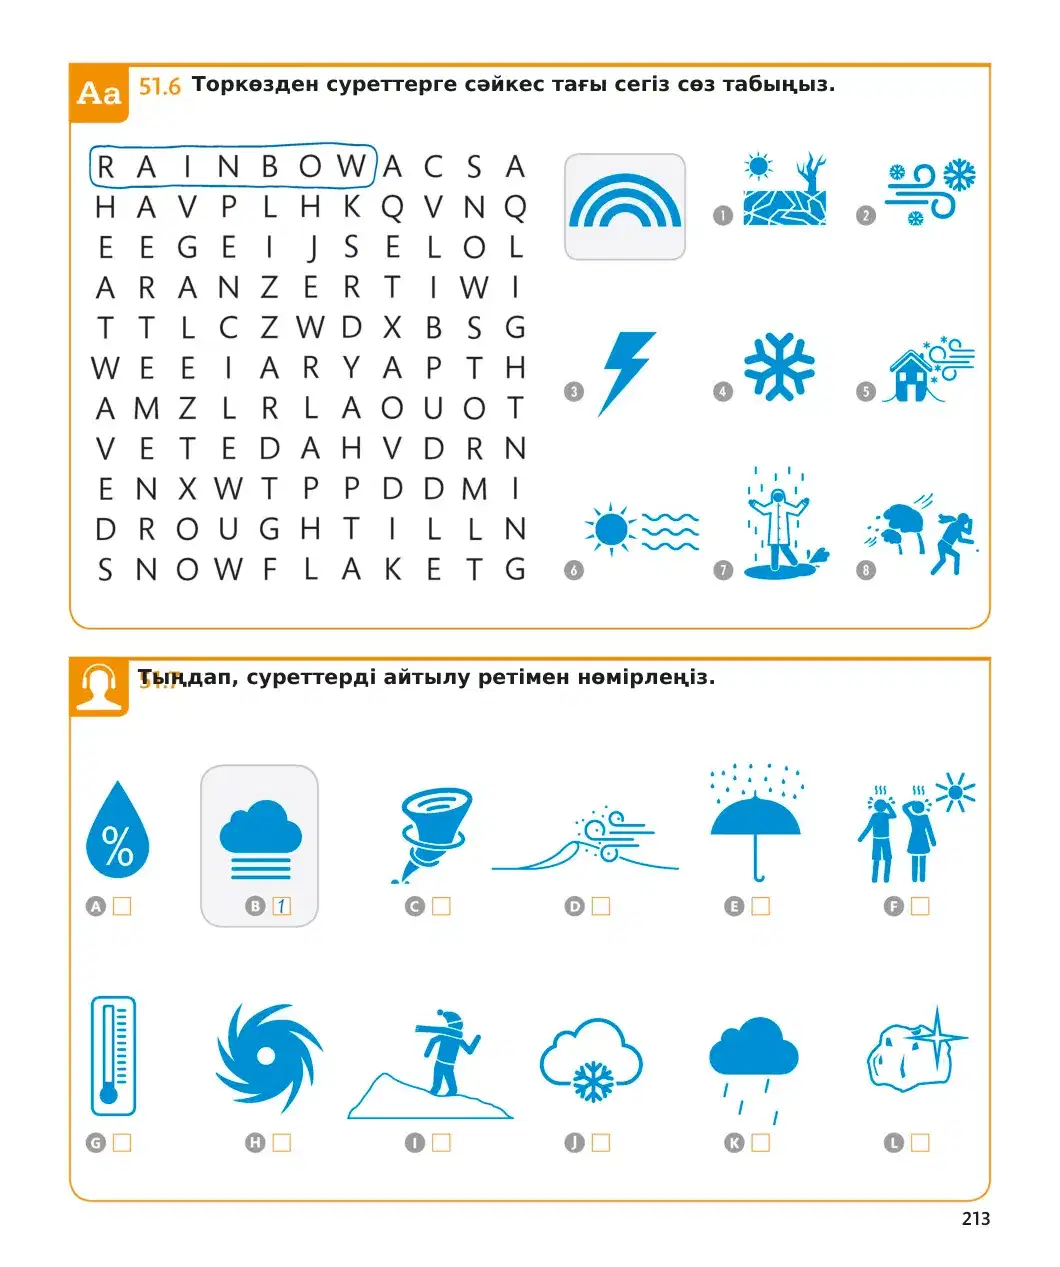 Aa 51.6 Торкөзден суреттерге сәйкес тағы сегіз сөз табыңыз.
R A I N B O W A C S A
H A V P L H K Q V N Q
E E G E I J S E L O L
A R A N Z E R T I W I
T T L C Z W D X B S G
W E E I A R Y A P T H
A M Z L R L A O U O T
V E T E D A H V D R N
E N X W T P P D D M I
D R O U G H T I L L N
S N O W F L A K E T G
1 2
3 4 5
6 7 8
51.7 Тыңдап, суреттерді айтылу ретімен нөмірлеңіз.
%
A B 1 C D E F
G H I J K L
213